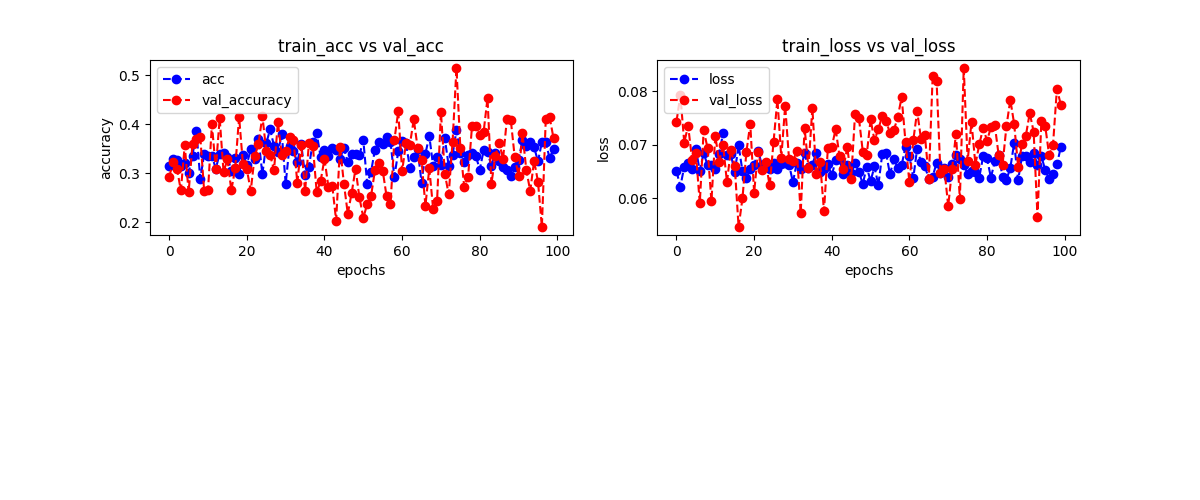 train_acc vs val_acc
acc
val_accuracy
accuracy
0.5
0.4
0.3
0.2
0 20 40 60 80 100
epochs
train_loss vs val_loss
loss
val_loss
loss
0.08
0.07
0.06
0 20 40 60 80 100
epochs